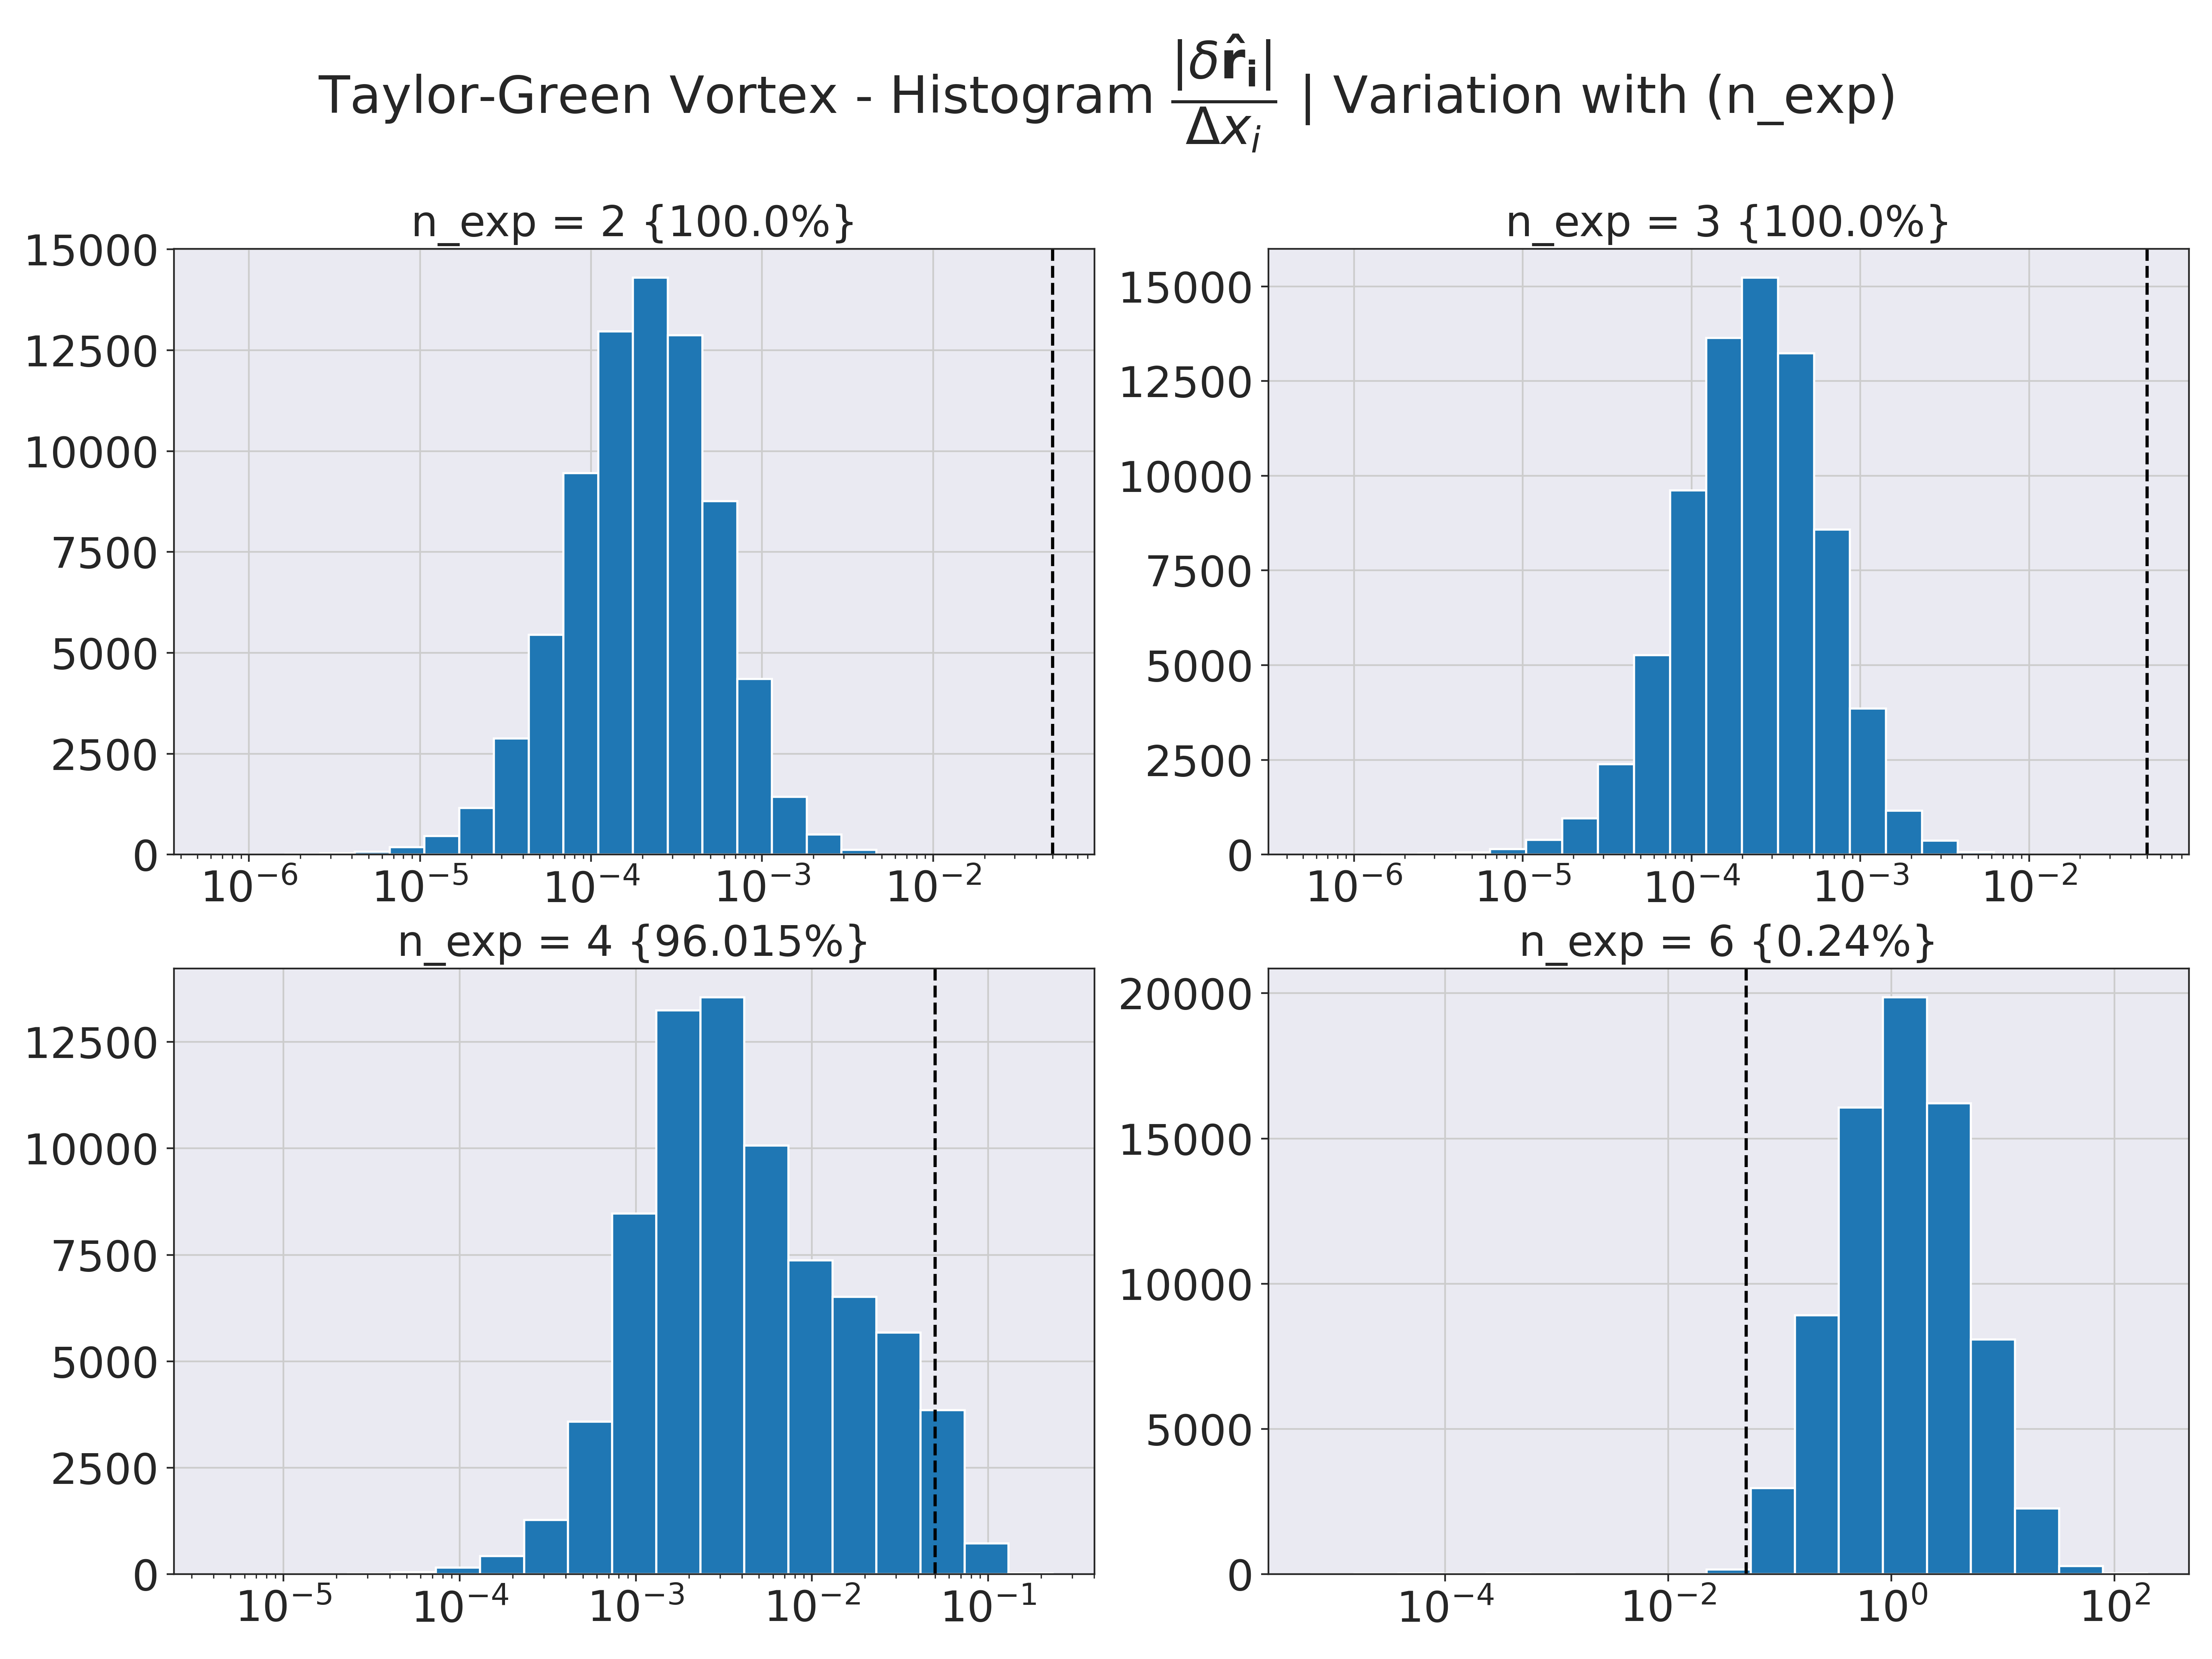 Taylor-Green Vortex - Histogram |δr̂ᵢ| / Δxᵢ | Variation with (n_exp)
n_exp = 2 {100.0%}
15000
12500
10000
7500
5000
2500
0
10⁻⁶ 10⁻⁵ 10⁻⁴ 10⁻³ 10⁻²
n_exp = 3 {100.0%}
15000
12500
10000
7500
5000
2500
0
10⁻⁶ 10⁻⁵ 10⁻⁴ 10⁻³ 10⁻²
n_exp = 4 {96.015%}
12500
10000
7500
5000
2500
0
10⁻⁵ 10⁻⁴ 10⁻³ 10⁻² 10⁻¹
n_exp = 6 {0.24%}
20000
15000
10000
5000
0
10⁻⁴ 10⁻² 10⁰ 10²